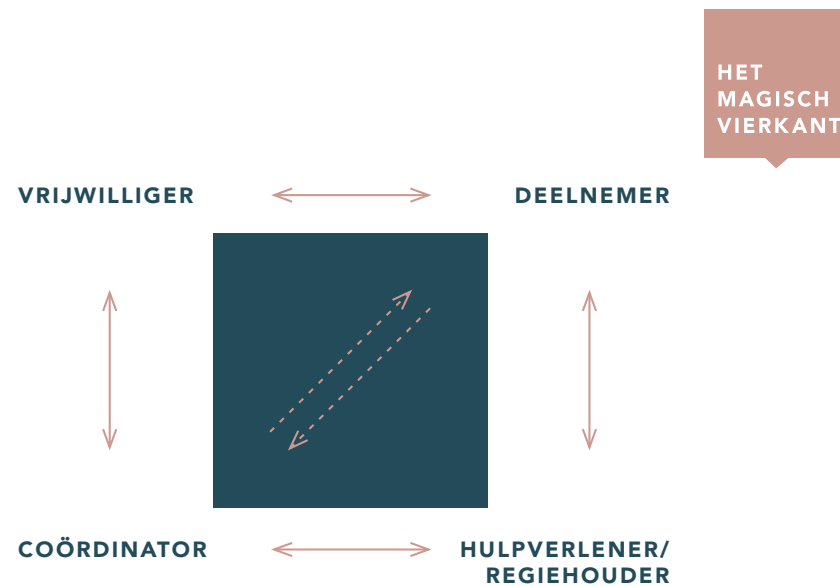 HET
MAGISCH
VIERKANT
VRIJWILLIGER
DEELNEMER
COÖRDINATOR
HULPVERLENER/
REGIEHOUDER